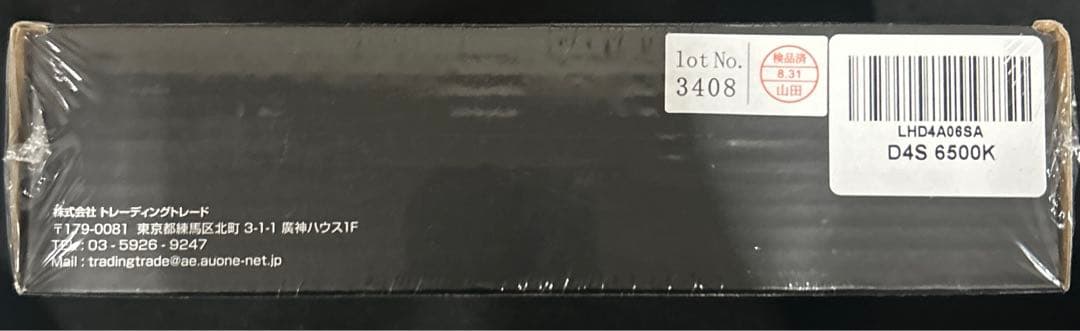 lot No.
3408
検品済
8.31
山田
LHD4A06SA
D4S 6500K
株式会社 トレーディングトレード
〒179-0081 東京都練馬区北町 3-1-1 廣神ハウス1F
TEL : 03 - 5926 - 9247
Mail : tradingtrade@ae.auone-net.jp